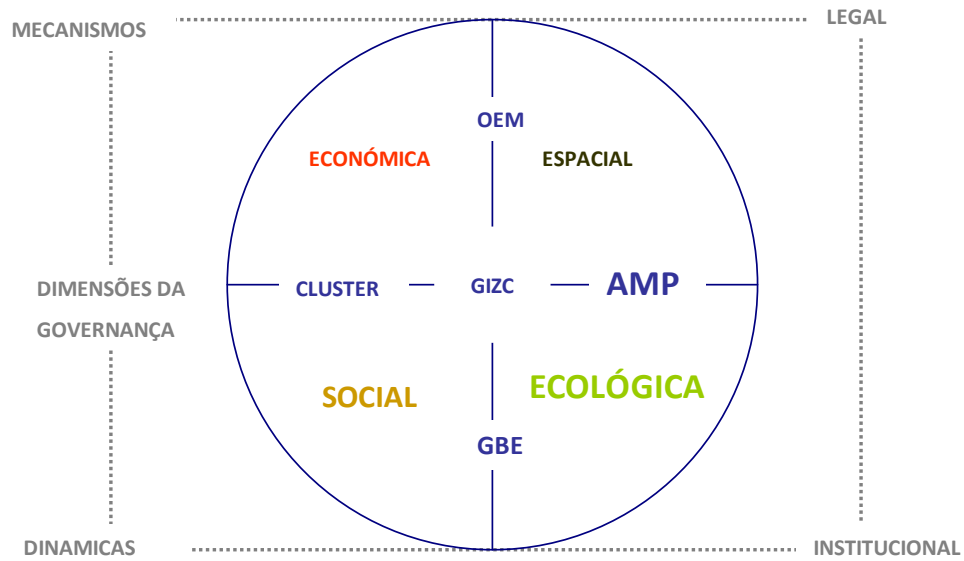 MECANISMOS
LEGAL
OEM
ECONÓMICA
ESPACIAL
DIMENSÕES DA
GOVERNANÇA
CLUSTER
GIZC
AMP
SOCIAL
ECOLÓGICA
GBE
DINAMICAS
INSTITUCIONAL